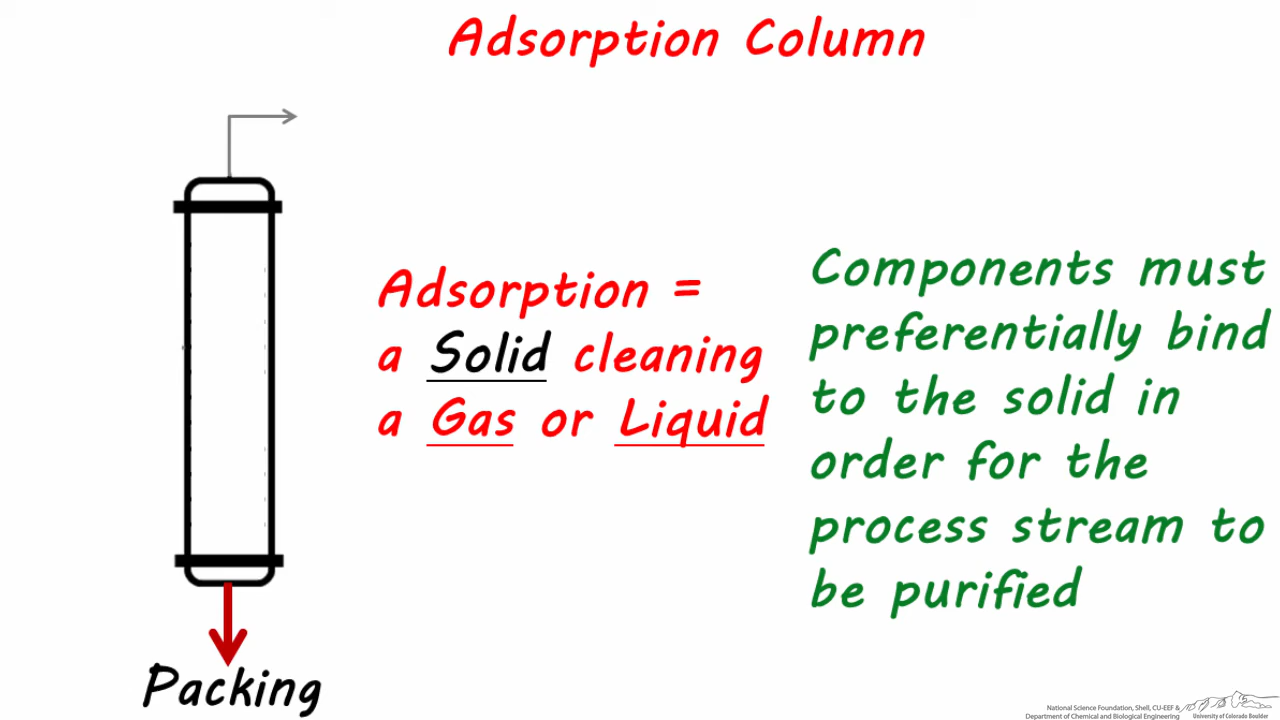 Adsorption Column
Adsorption =
a Solid cleaning
a Gas or Liquid
Components must
preferentially bind
to the solid in
order for the
process stream to
be purified
Packing
National Science Foundation, Shell, CU-EEF &
Department of Chemical and Biological Engineering
University of Colorado Boulder